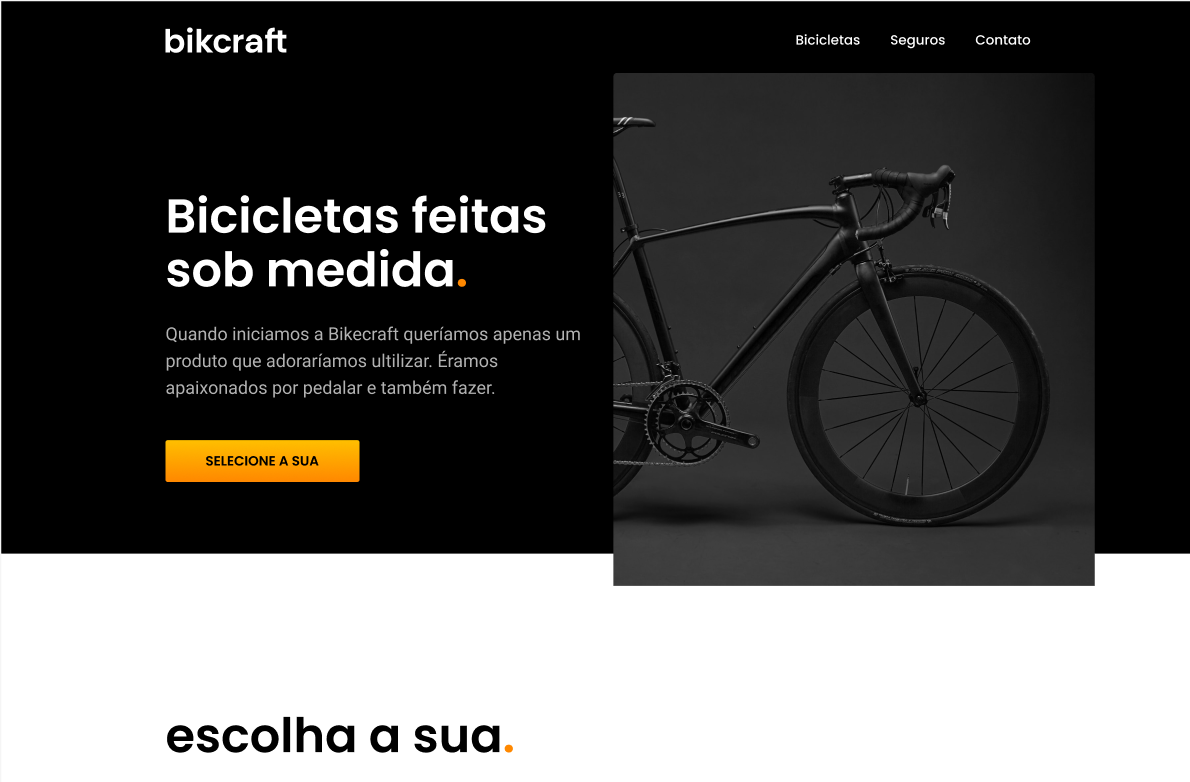 bikcraft
Bicicletas Seguros Contato
Bicicletas feitas
sob medida.
Quando iniciamos a Bikecraft queríamos apenas um
produto que adoraríamos ultilizar. Éramos
apaixonados por pedalar e também fazer.
SELECIONE A SUA
escolha a sua.